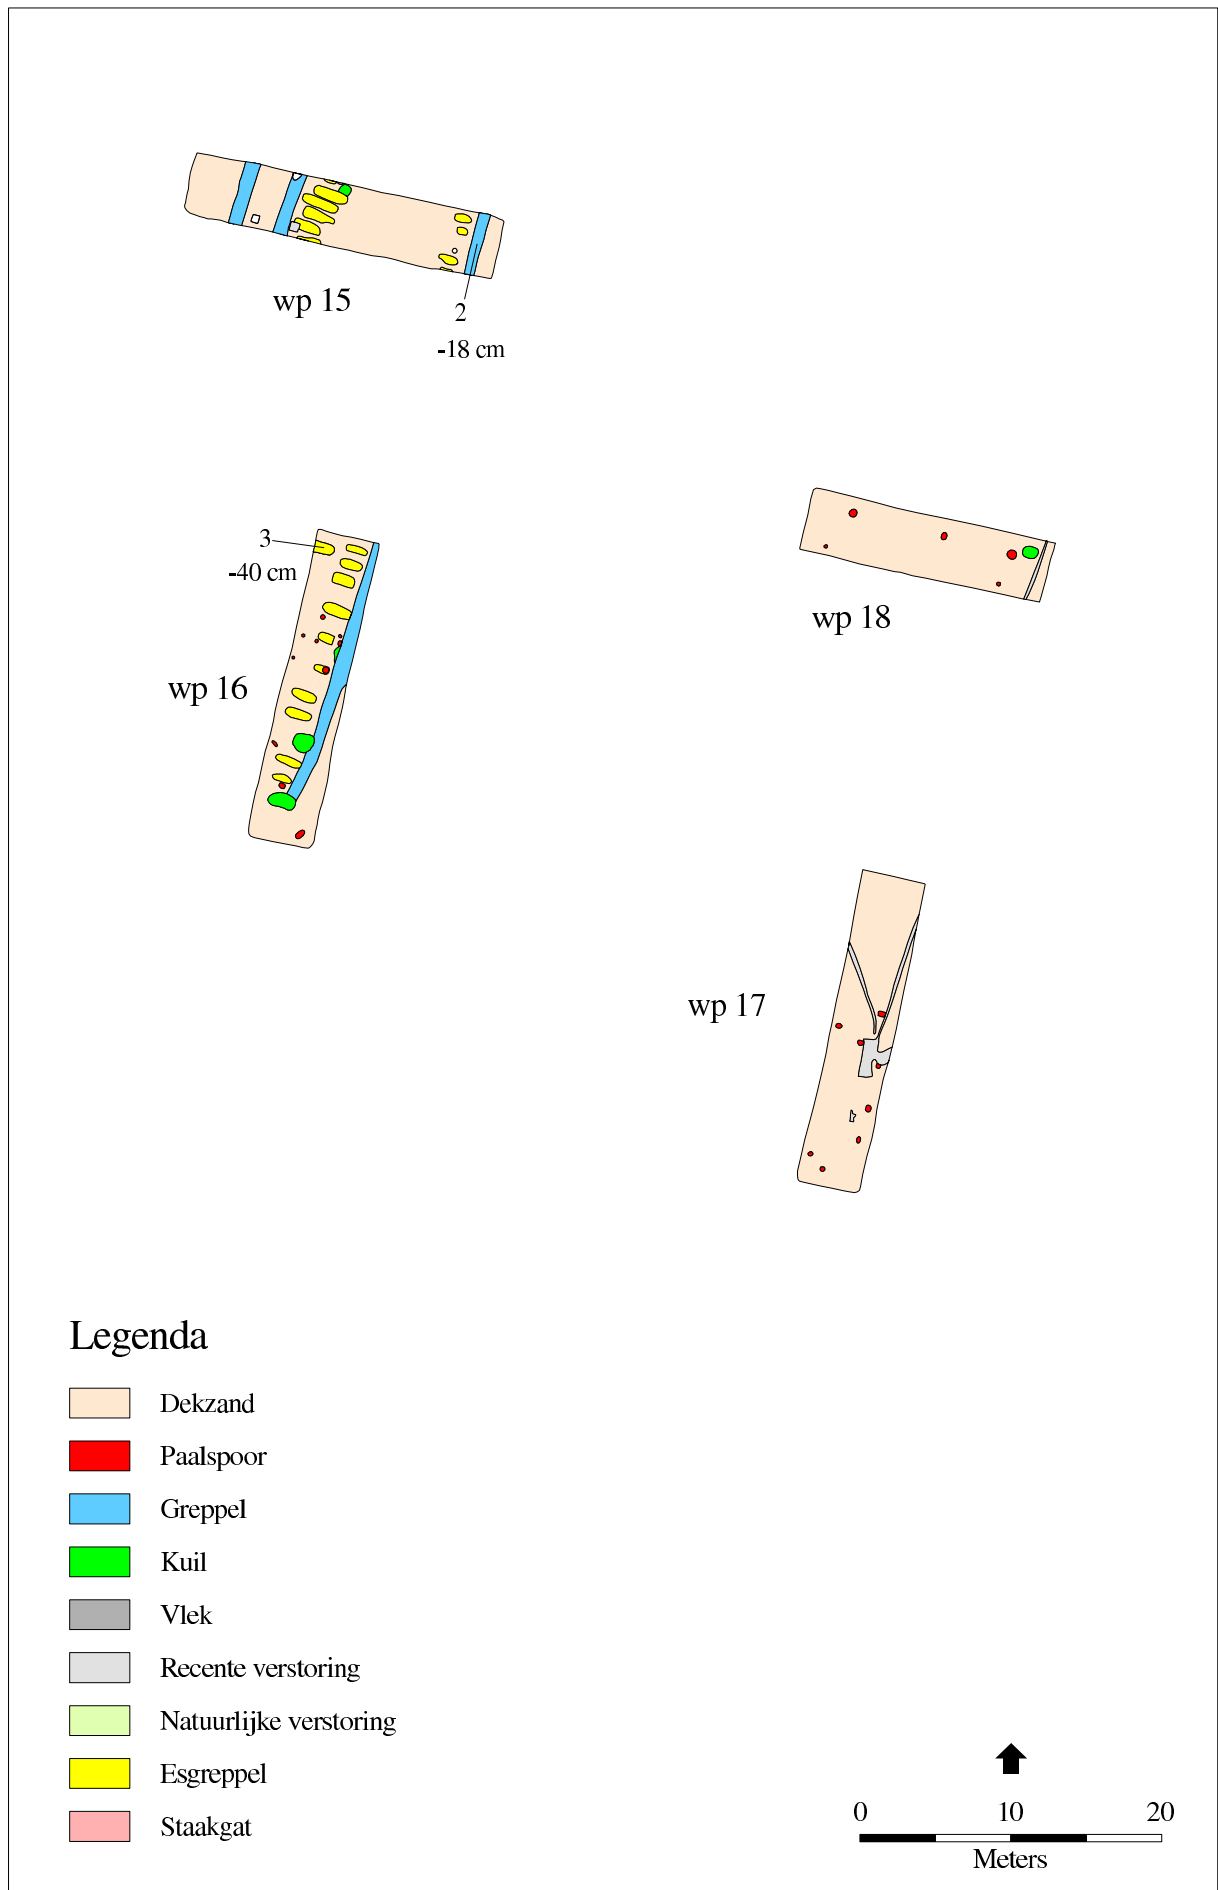 wp 15
2
-18 cm
3
-40 cm
wp 18
wp 16
wp 17
Legenda
Dekzand
Paalspoor
Greppel
Kuil
Vlek
Recente verstoring
Natuurlijke verstoring
Esgreppel
Staakgat
0 10 20
Meters